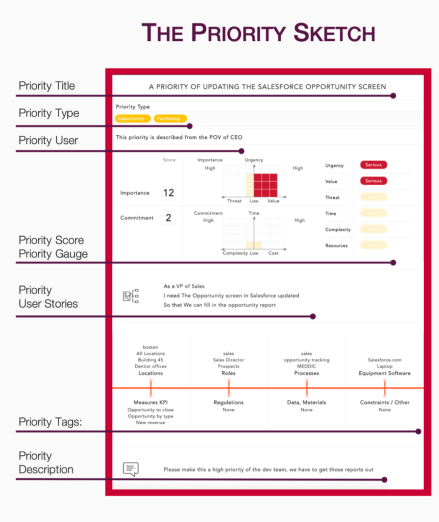 THE PRIORITY SKETCH
Priority Title
A PRIORITY OF UPDATING THE SALESFORCE OPPORTUNITY SCREEN
Priority Type
Priority Type
Opportunity
Priority User
This priority is described from the POV of CEO
Score
Importance
High
Urgency
High
Importance
12
Threat Low Value
Urgency
Serious
Value
Serious
Threat
Commitment
2
Commitment
High
Time
High
Complexity Low Cost
Time
Complexity
Resources
Priority Score
Priority Gauge
Priority
User Stories
As a VP of Sales
I need The Opportunity screen in Salesforce updated
So that We can fill in the opportunity report
boston
All Locations
Building 45
Dentist offices
Locations
sales
Sales Director
Prospects
Roles
sales
opportunity tracking
MEDDIC
Processes
Salesforce.com
Laptop
Equipment Software
Measures KPI
Opportunity to close
Opportunity by type
New revenue
Regulations
None
Data, Materials
None
Constraints / Other
None
Priority Tags:
Priority
Description
Please make this a high priority of the dev team, we have to get those reports out